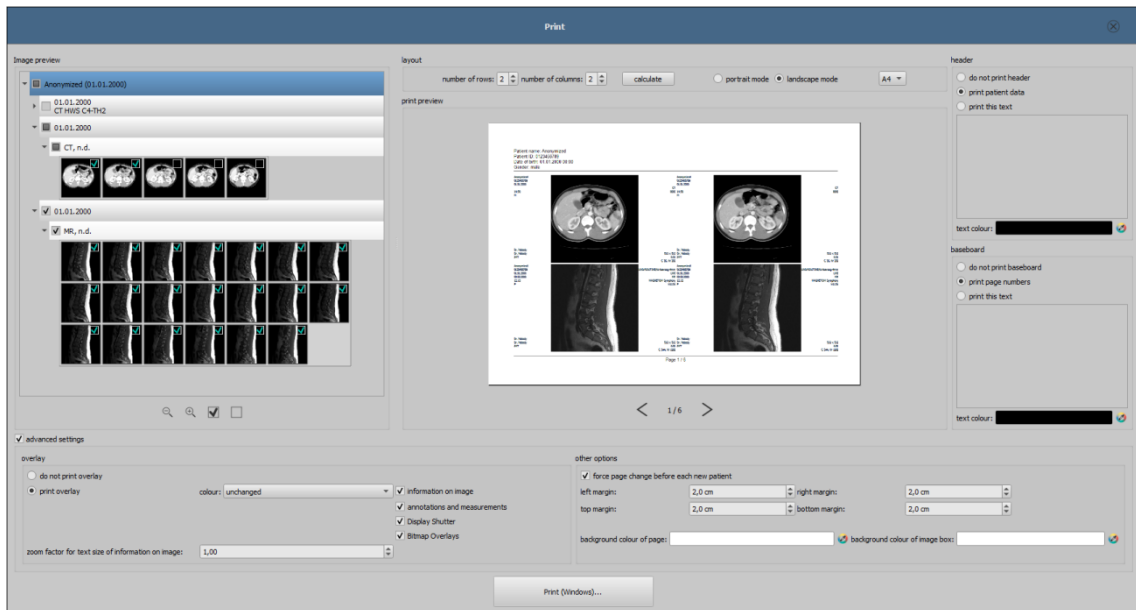 Print
Image preview
Anonymized (01.01.2000)
01.01.2000
CT HWS C4-TH2
01.01.2000
CT, n.d.
01.01.2000
MR, n.d.
layout
number of rows: 2 number of columns: 2 calculate portrait mode landscape mode A4
print preview
Patient name: Anonymized
Gender: male
Page 1 / 6
1/6
header
do not print header
print patient data
print this text
text colour:
baseboard
do not print baseboard
print page numbers
print this text
text colour:
advanced settings
overlay
do not print overlay
print overlay colour: unchanged information on image
annotations and measurements
Display Shutter
Bitmap Overlays
zoom factor for text size of information on image: 1,00
other options
force page change before each new patient
left margin: 2,0 cm right margin: 2,0 cm
top margin: 2,0 cm bottom margin: 2,0 cm
background colour of page: background colour of image box:
Print (Windows)...